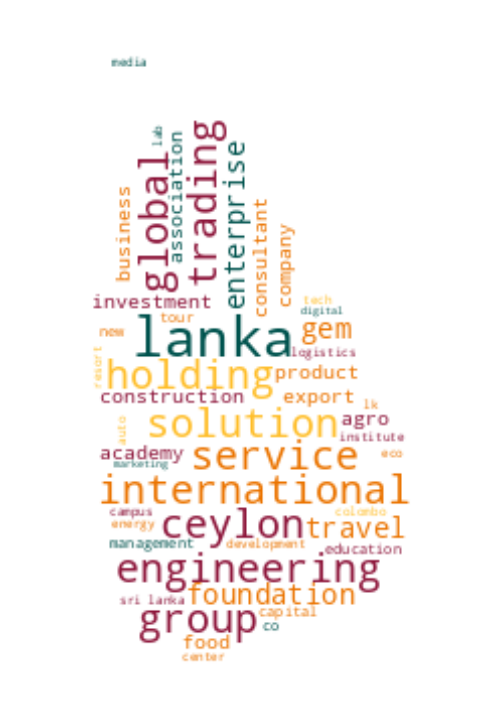 media
lab
association
trading
global
enterprise
business
consultant
company
investment
tech
digital
tour
new
lanka
gem
logistics
resort
holding
product
construction
export
lk
auto
solution
agro
institute
academy
service
eco
marketing
international
campus
energy
ceylon
colombo
travel
management
development
education
engineering
foundation
sri lanka
group
capital
co
food
center